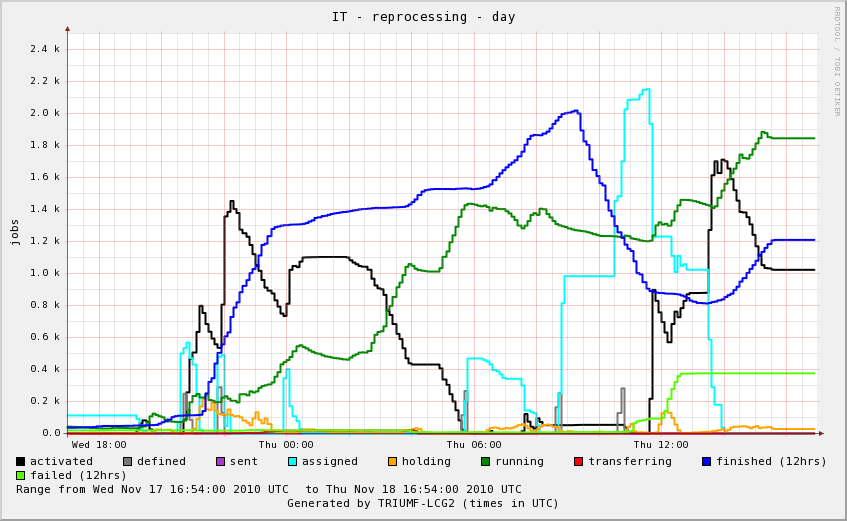 IT - reprocessing - day
RRDTOOL / TOBI OETIKER
jobs
2.4 k
2.2 k
2.0 k
1.8 k
1.6 k
1.4 k
1.2 k
1.0 k
0.8 k
0.6 k
0.4 k
0.2 k
0.0
Wed 18:00 Thu 00:00 Thu 06:00 Thu 12:00
activated defined sent assigned holding running transferring finished (12hrs)
failed (12hrs)
Range from Wed Nov 17 16:54:00 2010 UTC to Thu Nov 18 16:54:00 2010 UTC
Generated by TRIUMF-LCG2 (times in UTC)